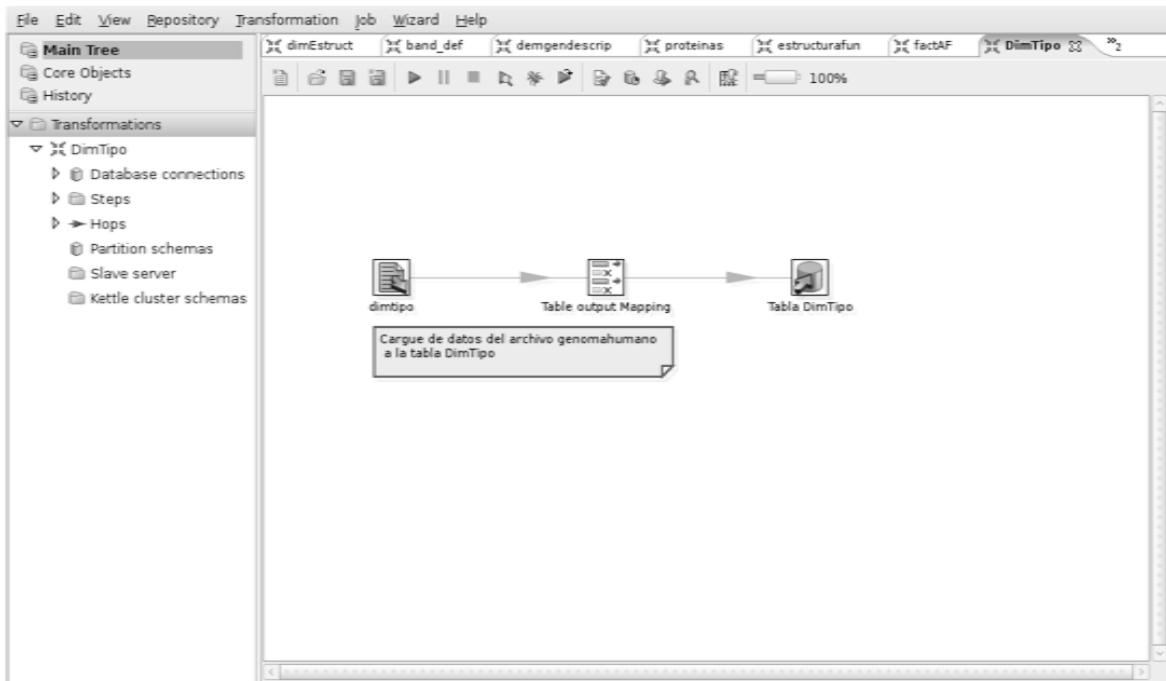 File Edit View Repository Transformation Job Wizard Help
Main Tree
Core Objects
History
Transformations
DimTipo
Database connections
Steps
Hops
Partition schemas
Slave server
Kettle cluster schemas
dimEstruct band_def demgendescrip proteinas estructurafun factAF DimTipo »2
100%
dimtipo Table output Mapping Tabla DimTipo
Cargue de datos del archivo genomahumano
a la tabla DimTipo